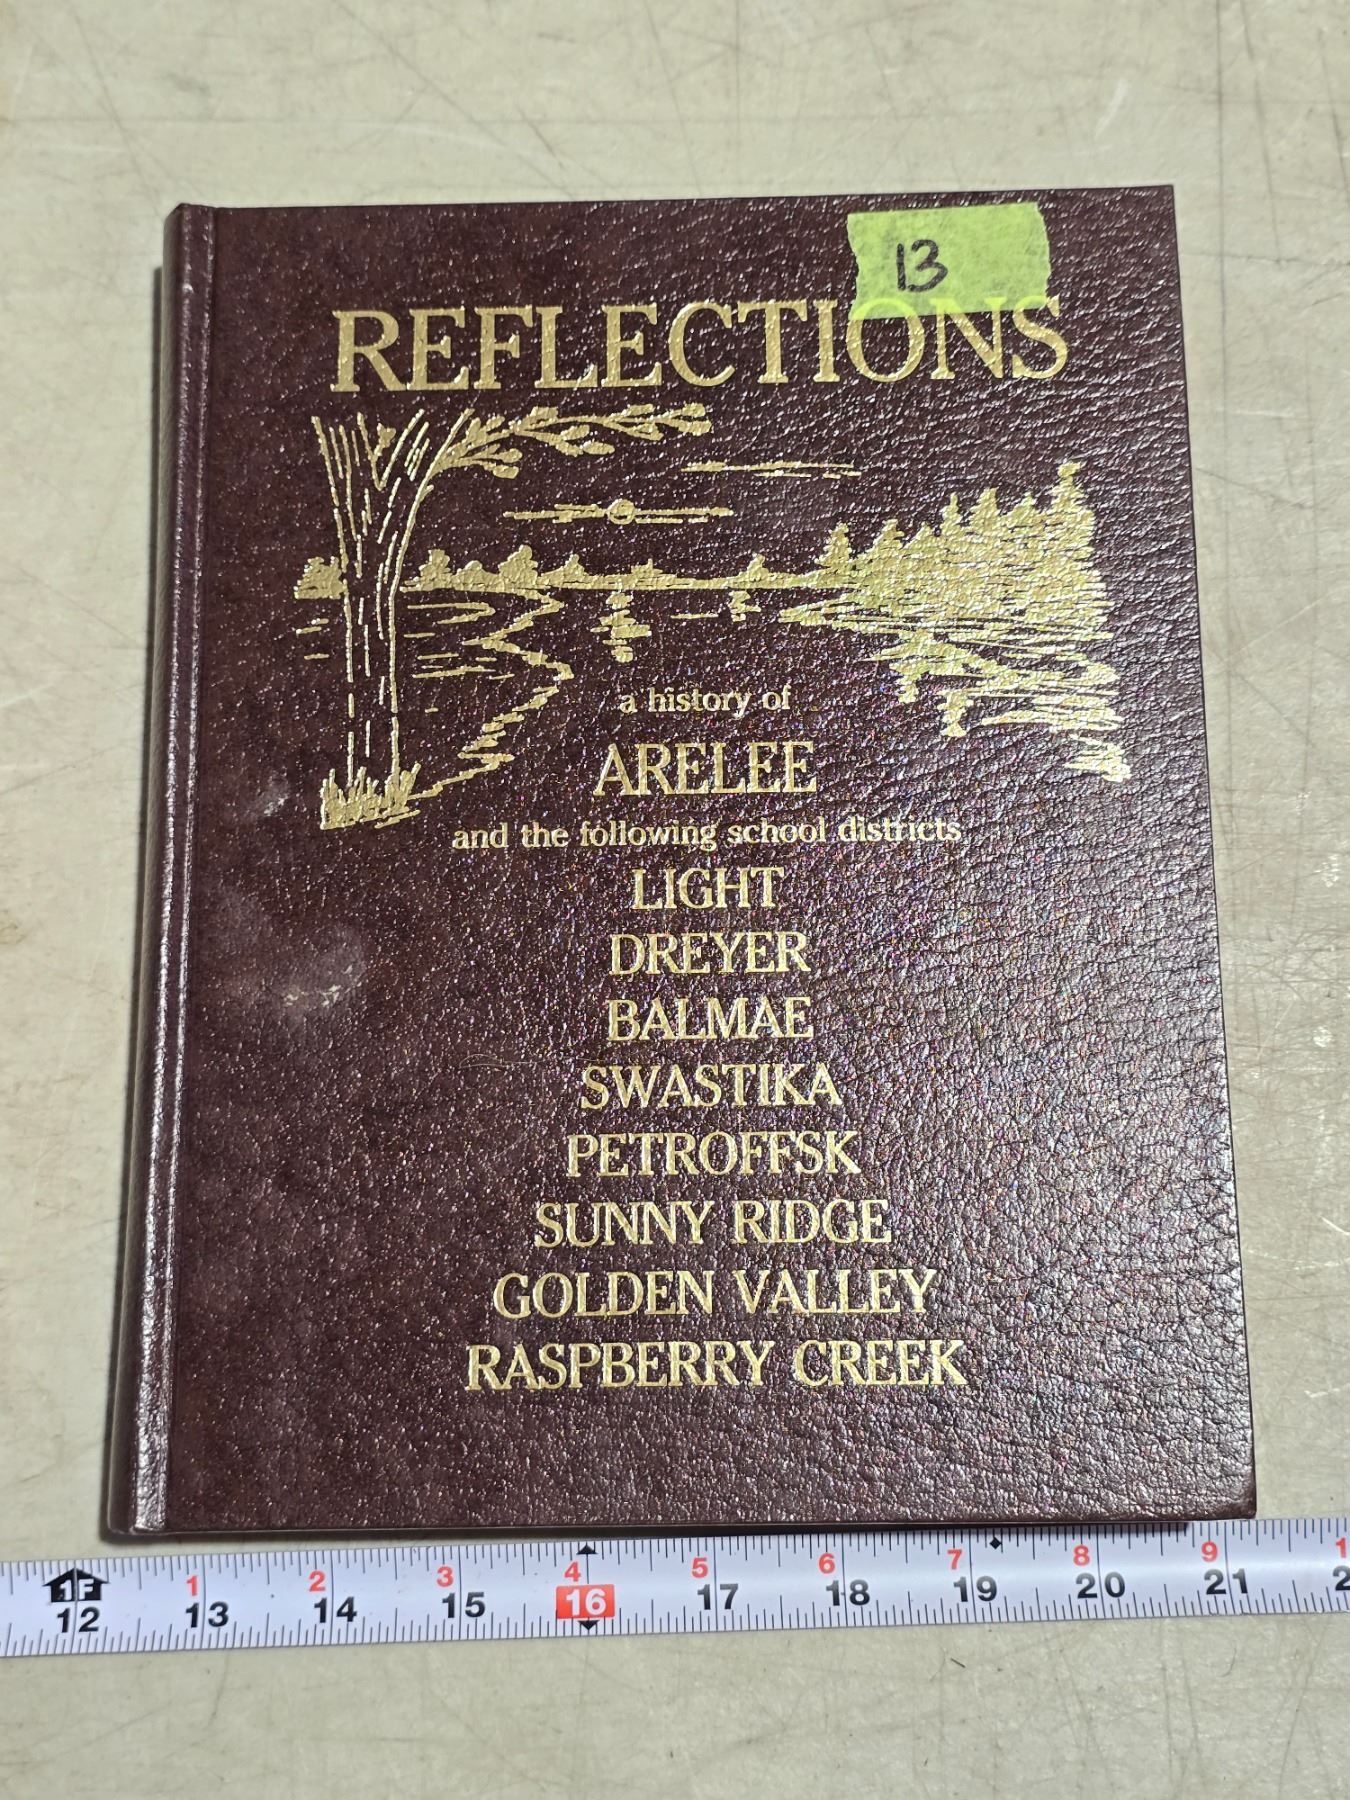 13
REFLECTIONS
a history of
ARELEE
and the following school districts
LIGHT
DREYER
BALMAE
SWASTIKA
PETROFFSK
SUNNY RIDGE
GOLDEN VALLEY
RASPBERRY CREEK
1F 1 2 3 4 5 6 7 8 9 1
12 13 14 15 16 17 18 19 20 21 2